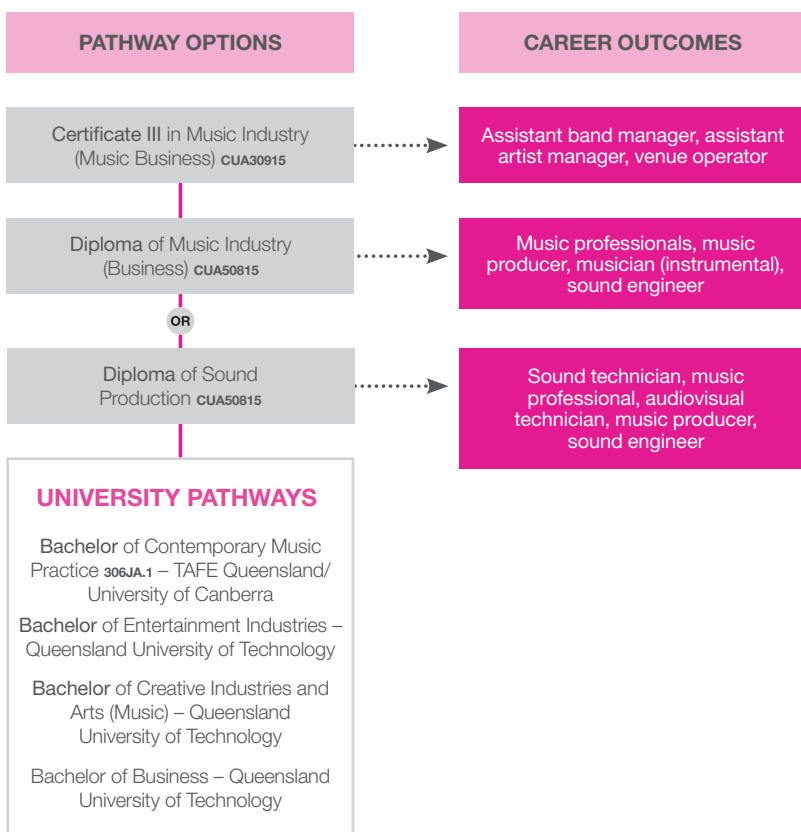 PATHWAY OPTIONS
CAREER OUTCOMES
Certificate III in Music Industry
(Music Business) CUA30915
Assistant band manager, assistant
artist manager, venue operator
Diploma of Music Industry
(Business) CUA50815
Music professionals, music
producer, musician (instrumental),
sound engineer
OR
Diploma of Sound
Production CUA50815
Sound technician, music
professional, audiovisual
technician, music producer,
sound engineer
UNIVERSITY PATHWAYS
Bachelor of Contemporary Music
Practice 306JA.1 – TAFE Queensland/
University of Canberra
Bachelor of Entertainment Industries –
Queensland University of Technology
Bachelor of Creative Industries and
Arts (Music) – Queensland
University of Technology
Bachelor of Business – Queensland
University of Technology